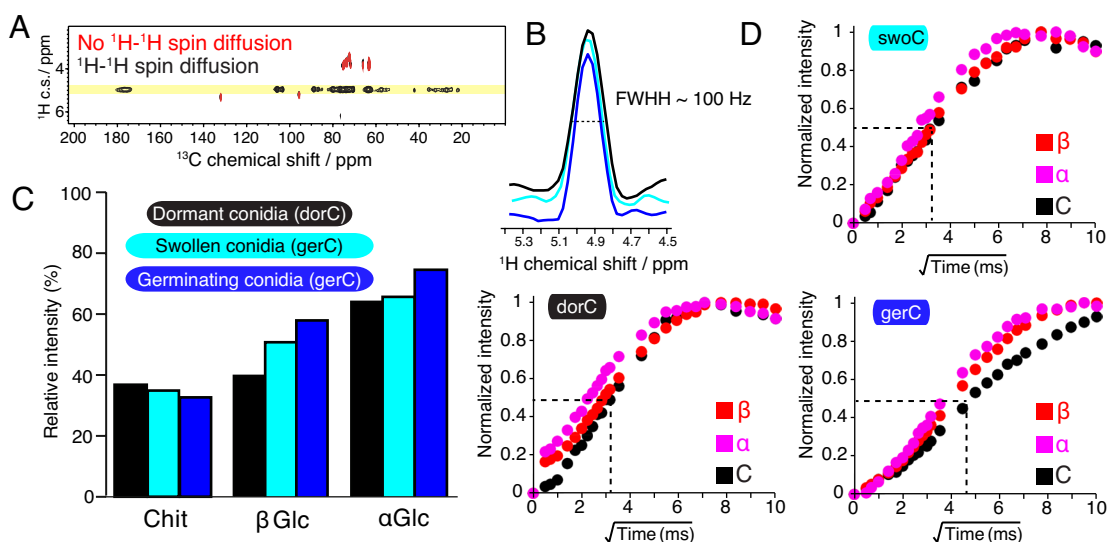 A
No ¹H-¹H spin diffusion
¹H-¹H spin diffusion
¹H c.s./ ppm
4
6
200 180 160 140 120 100 80 60 40 20
¹³C chemical shift / ppm
B
FWHH ~ 100 Hz
5.3 5.1 4.9 4.7 4.5
¹H chemical shift / ppm
C
Relative intensity (%)
100
80
60
40
20
0
Dormant conidia (dorC)
Swollen conidia (gerC)
Germinating conidia (gerC)
Chit βGlc αGlc
D
swoC
Normalized intensity
1
0.8
0.6
0.4
0.2
0
β
α
C
0 2 4 6 8 10
√Time (ms)
dorC
Normalized intensity
1
0.8
0.6
0.4
0.2
0
β
α
C
0 2 4 6 8 10
√Time (ms)
gerC
Normalized intensity
1
0.8
0.6
0.4
0.2
0
β
α
C
0 2 4 6 8 10
√Time (ms)